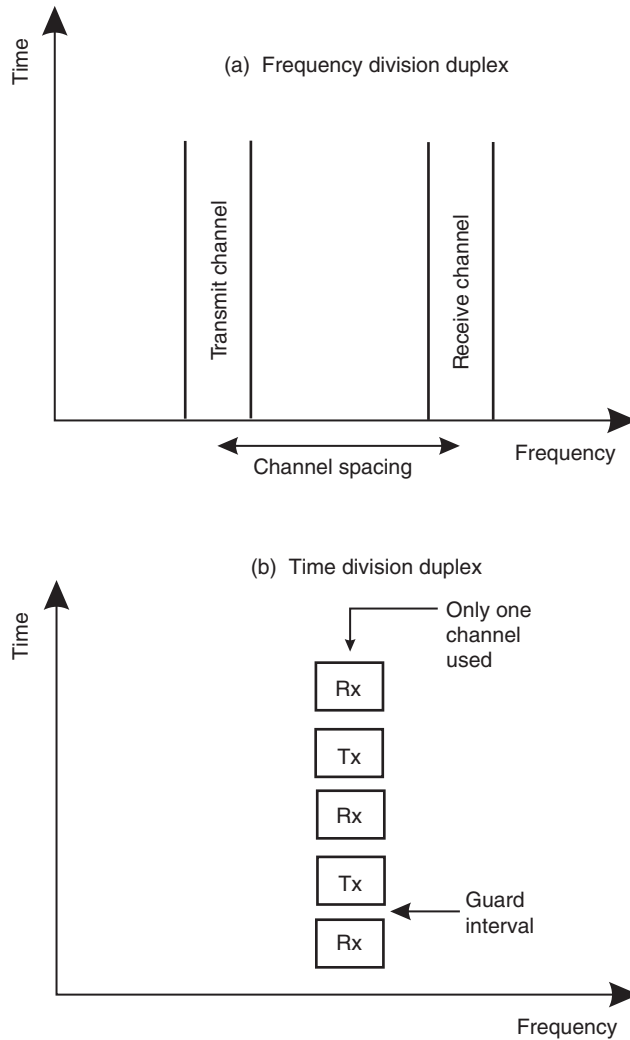 Time
(a) Frequency division duplex
Transmit channel
Receive channel
Channel spacing
Frequency
(b) Time division duplex
Time
Only one
channel
used
Rx
Tx
Rx
Tx
Guard
interval
Rx
Frequency